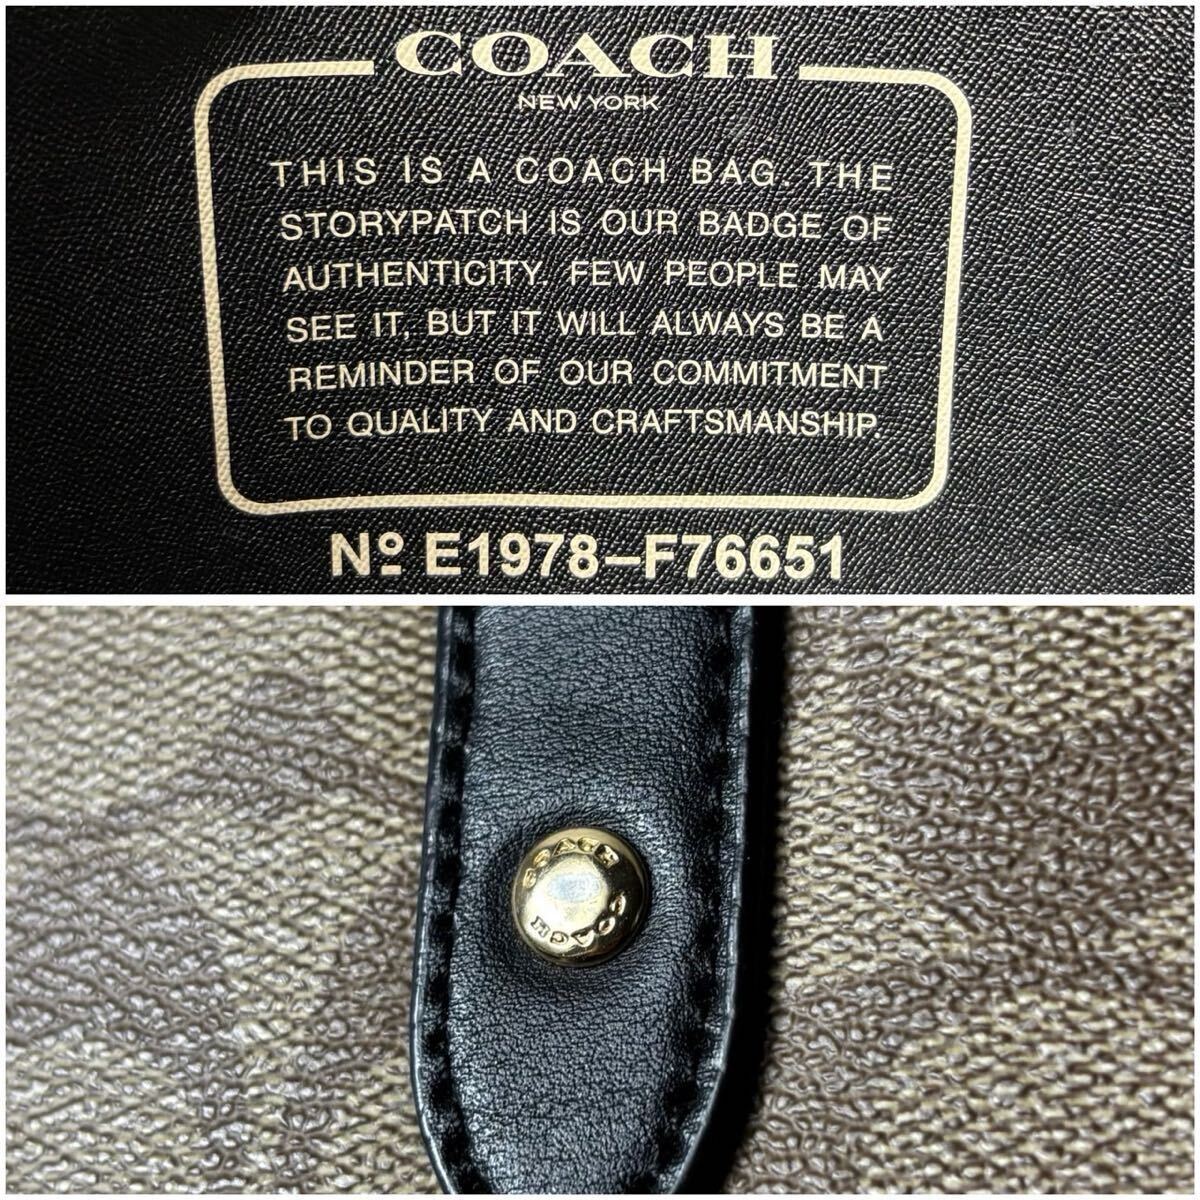 COACH
NEW YORK
THIS IS A COACH BAG. THE
STORYPATCH IS OUR BADGE OF
AUTHENTICITY. FEW PEOPLE MAY
SEE IT, BUT IT WILL ALWAYS BE A
REMINDER OF OUR COMMITMENT
TO QUALITY AND CRAFTSMANSHIP.
Nº E1978-F76651
COACH
COACH